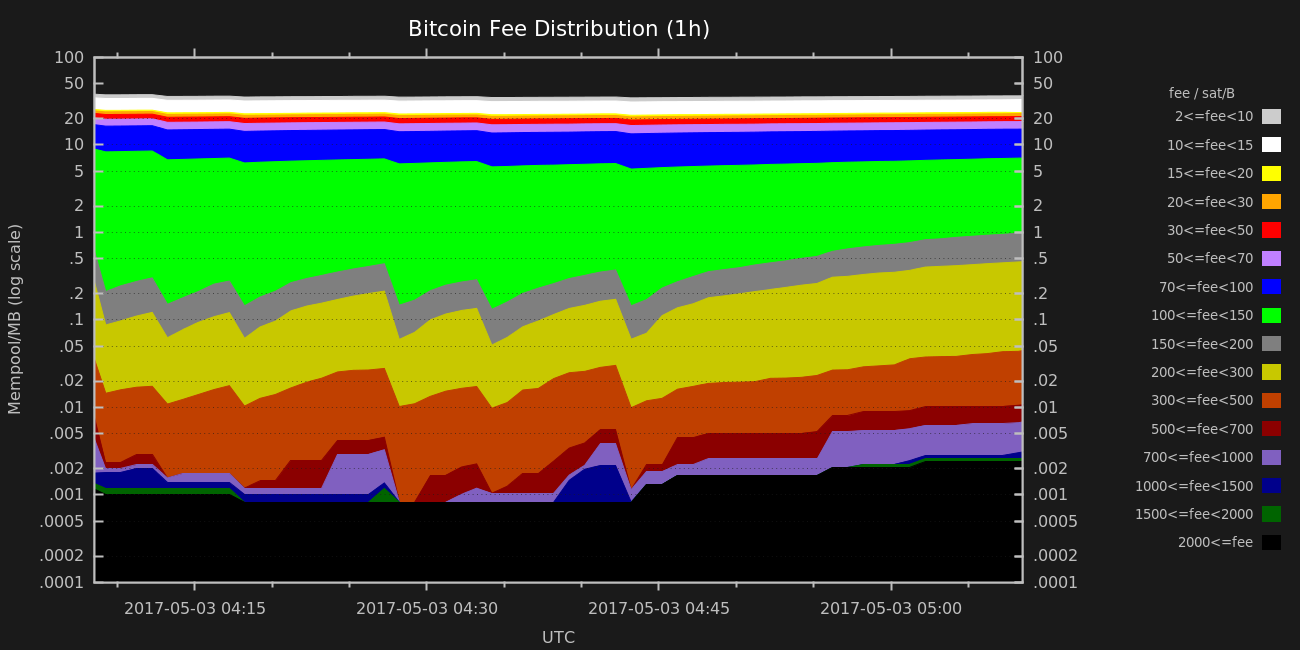 Bitcoin Fee Distribution (1h)
Mempool/MB (log scale)
100
50
20
10
5
2
1
.5
.2
.1
.05
.02
.01
.005
.002
.001
.0005
.0002
.0001
100
50
20
10
5
2
1
.5
.2
.1
.05
.02
.01
.005
.002
.001
.0005
.0002
.0001
2017-05-03 04:15
2017-05-03 04:30
2017-05-03 04:45
2017-05-03 05:00
UTC
fee / sat/B
2<=fee<10
10<=fee<15
15<=fee<20
20<=fee<30
30<=fee<50
50<=fee<70
70<=fee<100
100<=fee<150
150<=fee<200
200<=fee<300
300<=fee<500
500<=fee<700
700<=fee<1000
1000<=fee<1500
1500<=fee<2000
2000<=fee